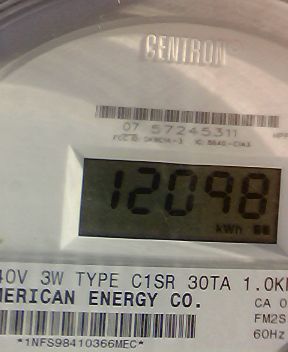 CENTRON®
07 57245311
12098
kWh
40V 3W TYPE C1SR 30TA 1.0K
MERICAN ENERGY CO.
CA 0
FM2S
60Hz
*1NFS98410366MEC*